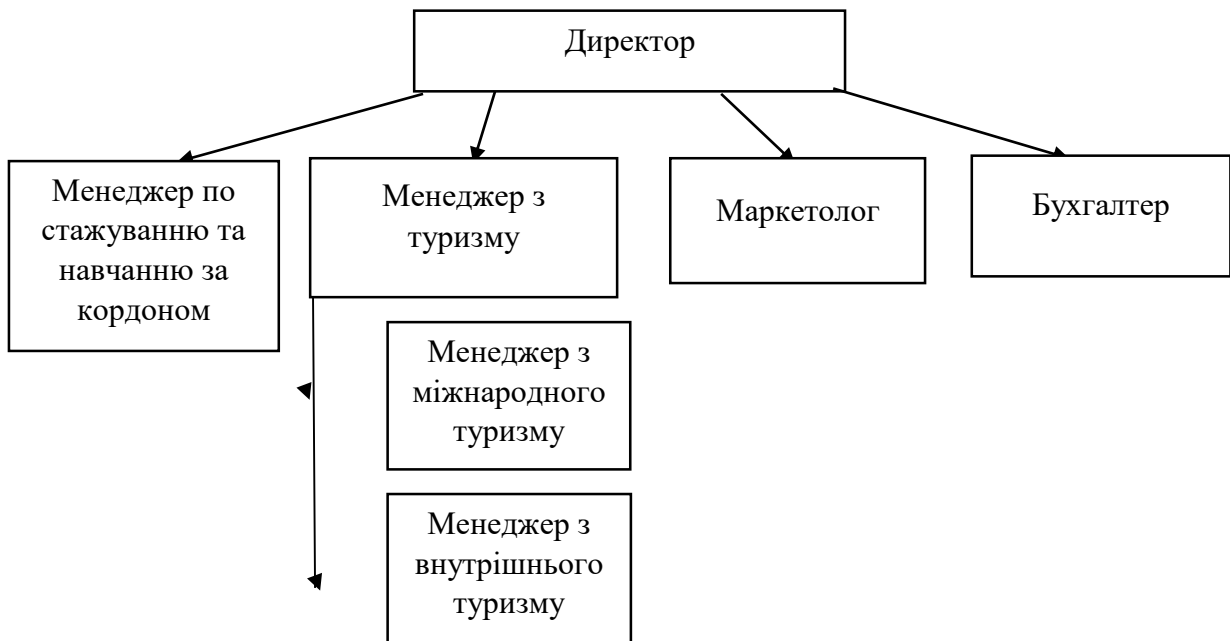 Директор
Менеджер по
стажуванню та
навчанню за
кордоном
Менеджер з
туризму
Маркетолог
Бухгалтер
Менеджер з
міжнародного
туризму
Менеджер з
внутрішнього
туризму